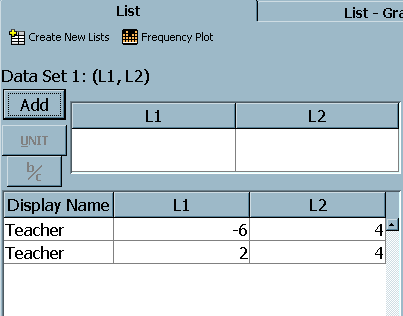 List
List - Gra
Create New Lists Frequency Plot
Data Set 1: (L1,L2)
Add
L1 L2
UNIT
b/c
Display Name L1 L2
Teacher -6 4
Teacher 2 4